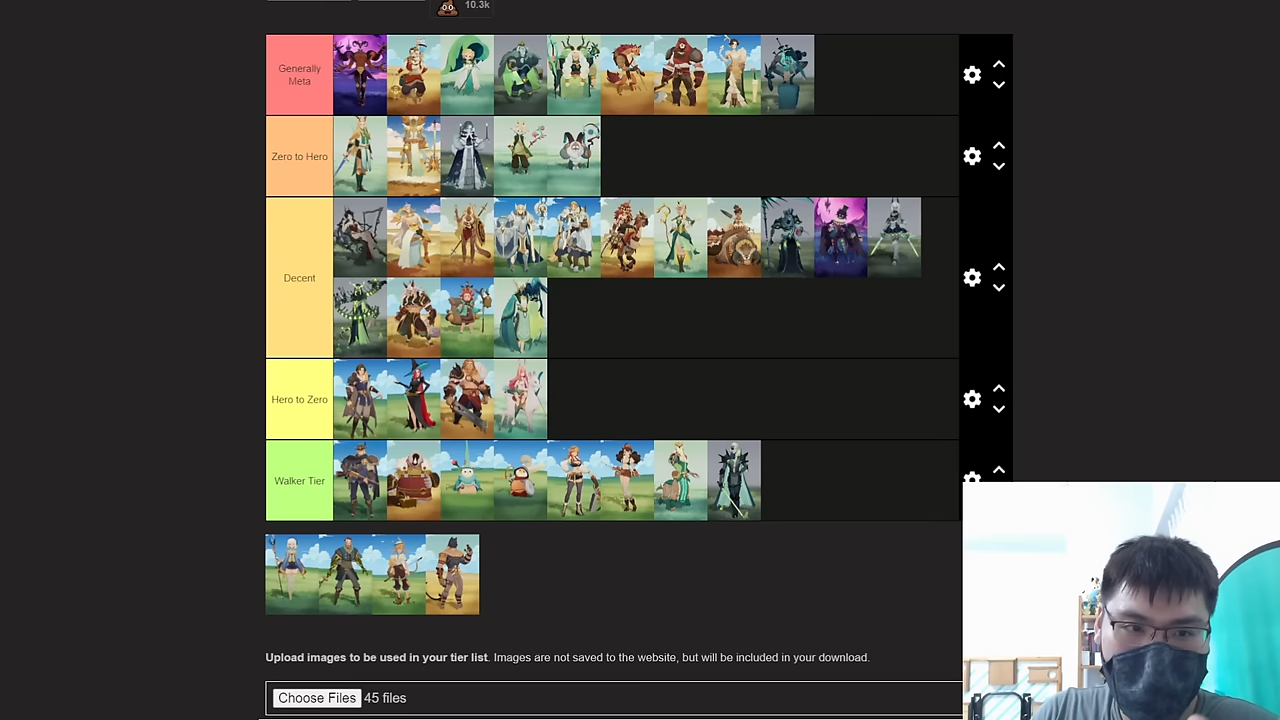 10.3k
Generally
Meta
Zero to Hero
Decent
Hero to Zero
Walker Tier
Upload images to be used in your tier list. Images are not saved to the website, but will be included in your download.
Choose Files 45 files